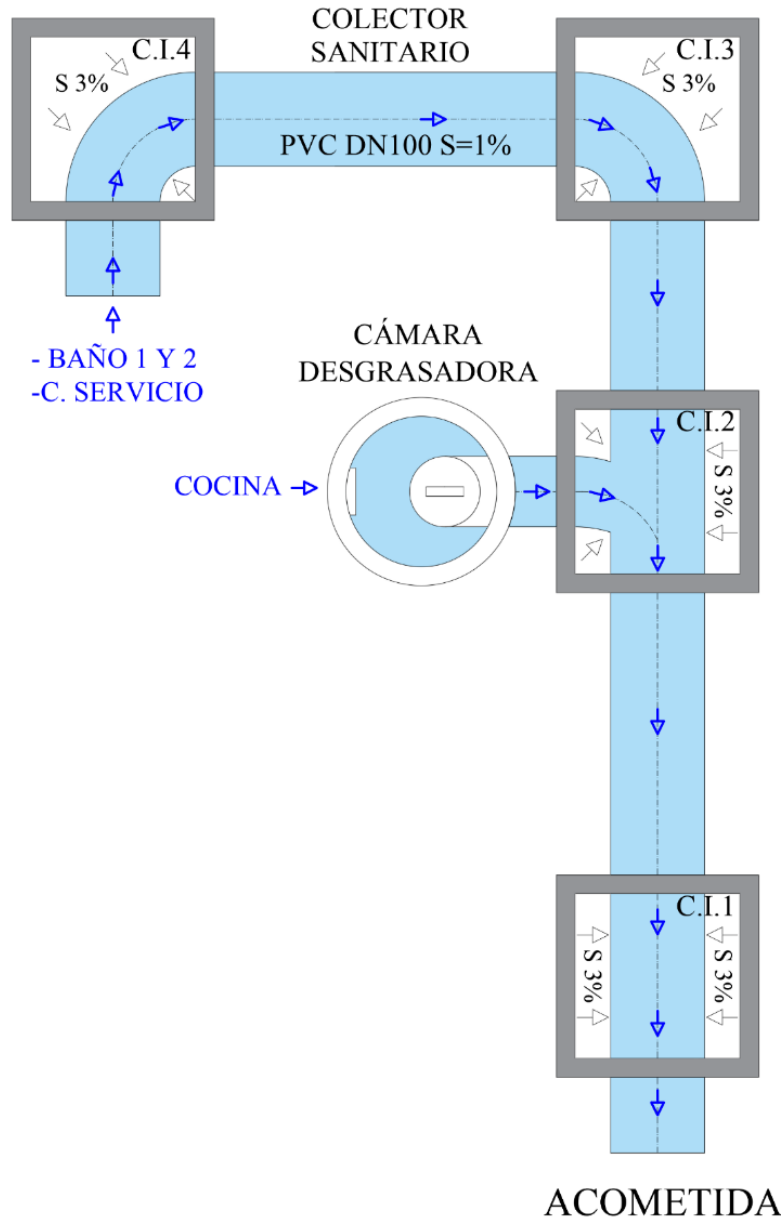 COLECTOR
SANITARIO
C.I.4
S 3%
C.I.3
S 3%
PVC DN100 S=1%
- BAÑO 1 Y 2
-C. SERVICIO
CÁMARA
DESGRASADORA
COCINA
C.I.2
S 3%
C.I.1
S 3%
S 3%
ACOMETIDA